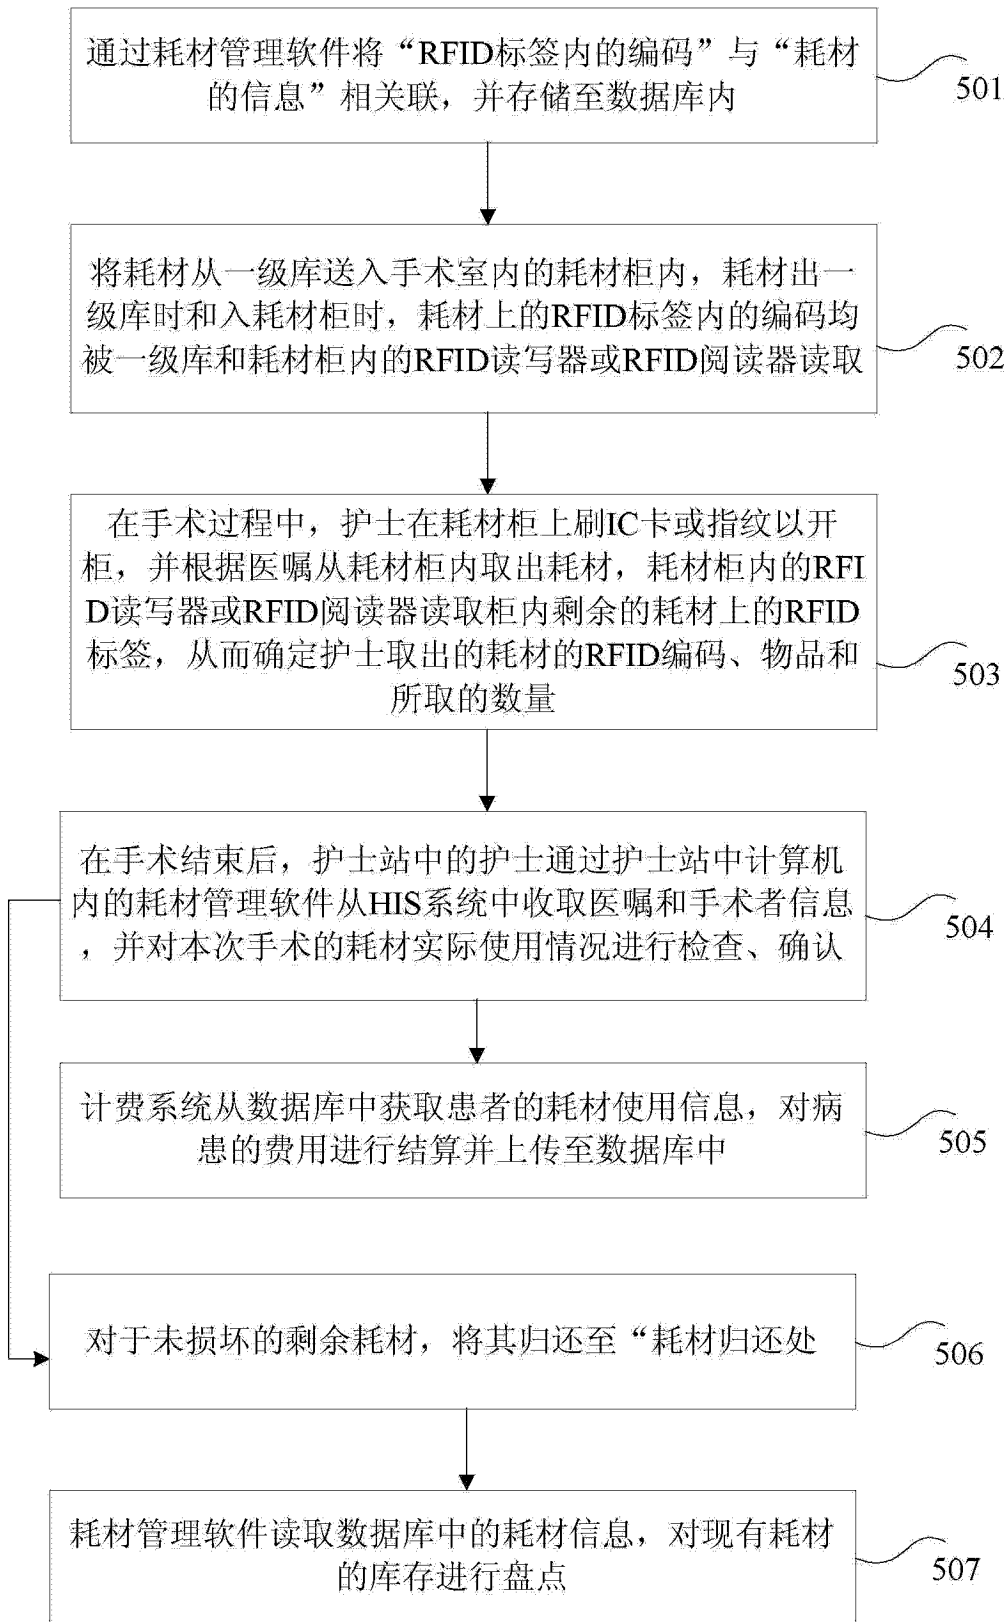 通过耗材管理软件将“RFID标签内的编码”与“耗材
的信息”相关联，并存储至数据库内
501
将耗材从一级库送入手术室内的耗材柜内，耗材出一
级库时和入耗材柜时，耗材上的RFID标签内的编码均
被一级库和耗材柜内的RFID读写器或RFID阅读器读取
502
在手术过程中，护士在耗材柜上刷IC卡或指纹以开
柜，并根据医嘱从耗材柜内取出耗材，耗材柜内的RFI
D读写器或RFID阅读器读取柜内剩余的耗材上的RFID
标签，从而确定护士取出的耗材的RFID编码、物品和
所取的数量
503
在手术结束后，护士站中的护士通过护士站中计算机
内的耗材管理软件从HIS系统中收取医嘱和手术者信息
，并对本次手术的耗材实际使用情况进行检查、确认
504
计费系统从数据库中获取患者的耗材使用信息，对病
患的费用进行结算并上传至数据库中
505
对于未损坏的剩余耗材，将其归还至“耗材归还处
506
耗材管理软件读取数据库中的耗材信息，对现有耗材
的库存进行盘点
507